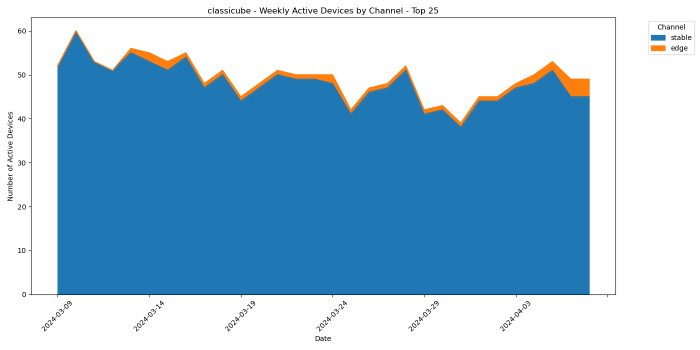 classicube - Weekly Active Devices by Channel - Top 25
Channel
stable
edge
Number of Active Devices
60
50
40
30
20
10
0
2024-03-09
2024-03-14
2024-03-19
2024-03-24
2024-03-29
2024-04-03
Date